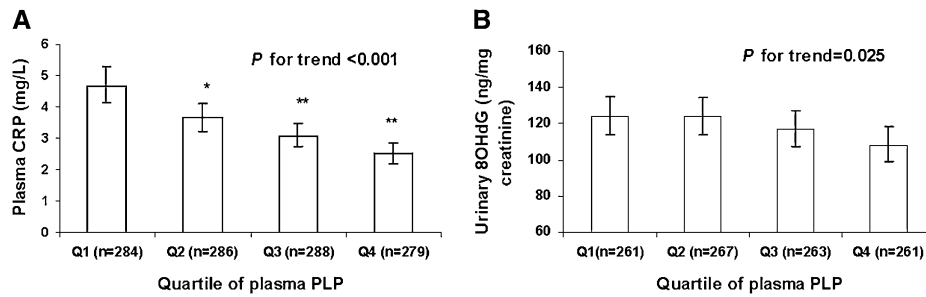 A
Plasma CRP (mg/L)
6
5
4
3
2
1
0
P for trend <0.001
*
**
**
Q1 (n=284) Q2 (n=286) Q3 (n=288) Q4 (n=279)
Quartile of plasma PLP
B
Urinary 8OHdG (ng/mg
creatinine)
160
140
120
100
80
60
P for trend=0.025
Q1(n=261) Q2 (n=267) Q3 (n=263) Q4 (n=261)
Quartile of plasma PLP